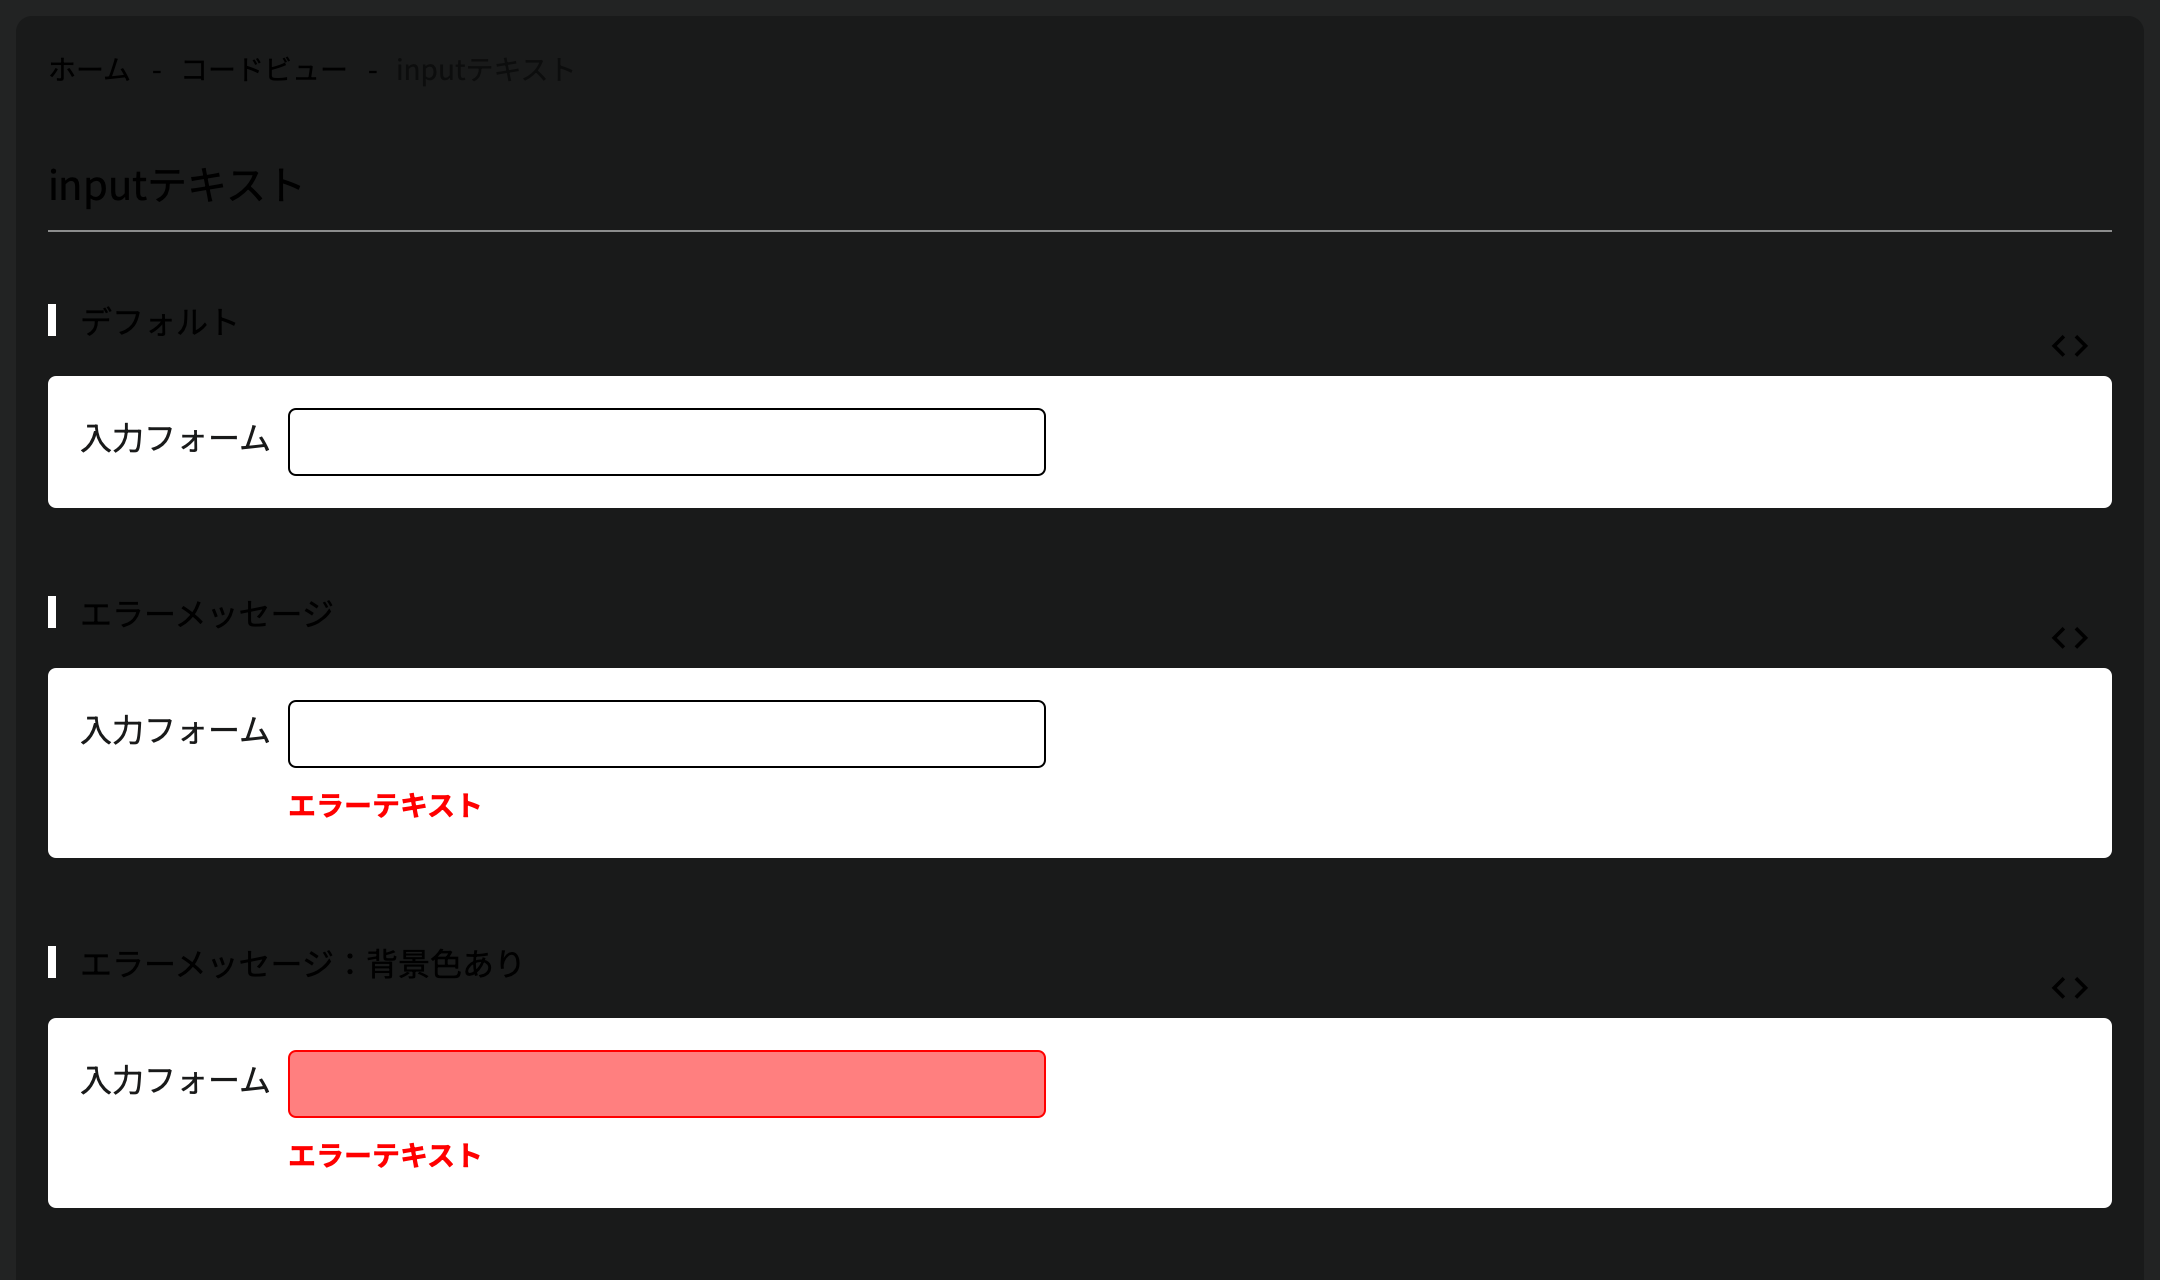 ホーム - コードビュー - inputテキスト
inputテキスト
デフォルト
<>
入力フォーム
エラーメッセージ
<>
入力フォーム
エラーテキスト
エラーメッセージ：背景色あり
<>
入力フォーム
エラーテキスト